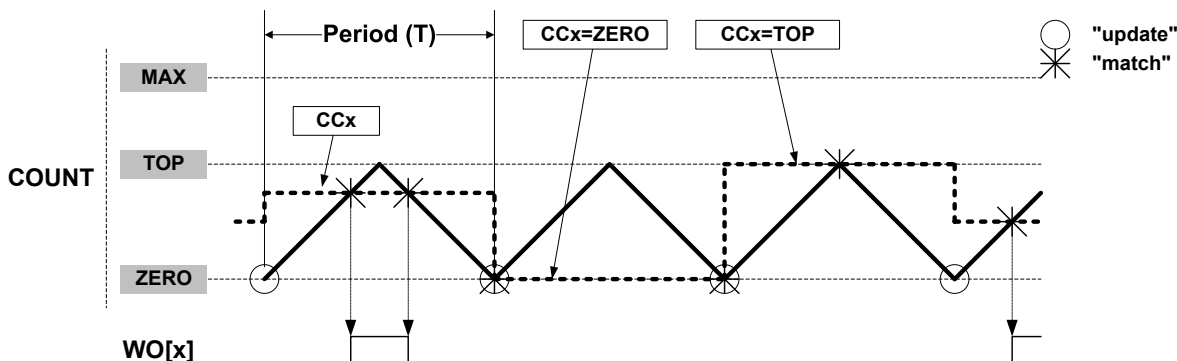 Period (T)
CCx=ZERO
CCx=TOP
"update"
"match"
MAX
CCx
TOP
COUNT
ZERO
WO[x]